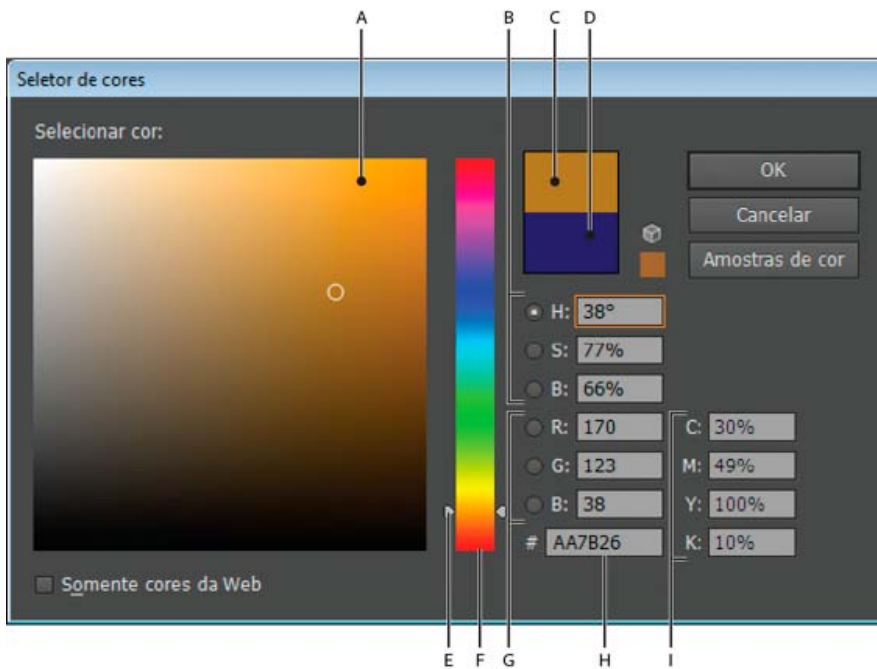 A B C D
Seletor de cores
Selecionar cor:
OK
Cancelar
Amostras de cor
H: 38°
S: 77%
B: 66%
R: 170 C: 30%
G: 123 M: 49%
B: 38 Y: 100%
# AA7B26 K: 10%
Somente cores da Web
E F G H I